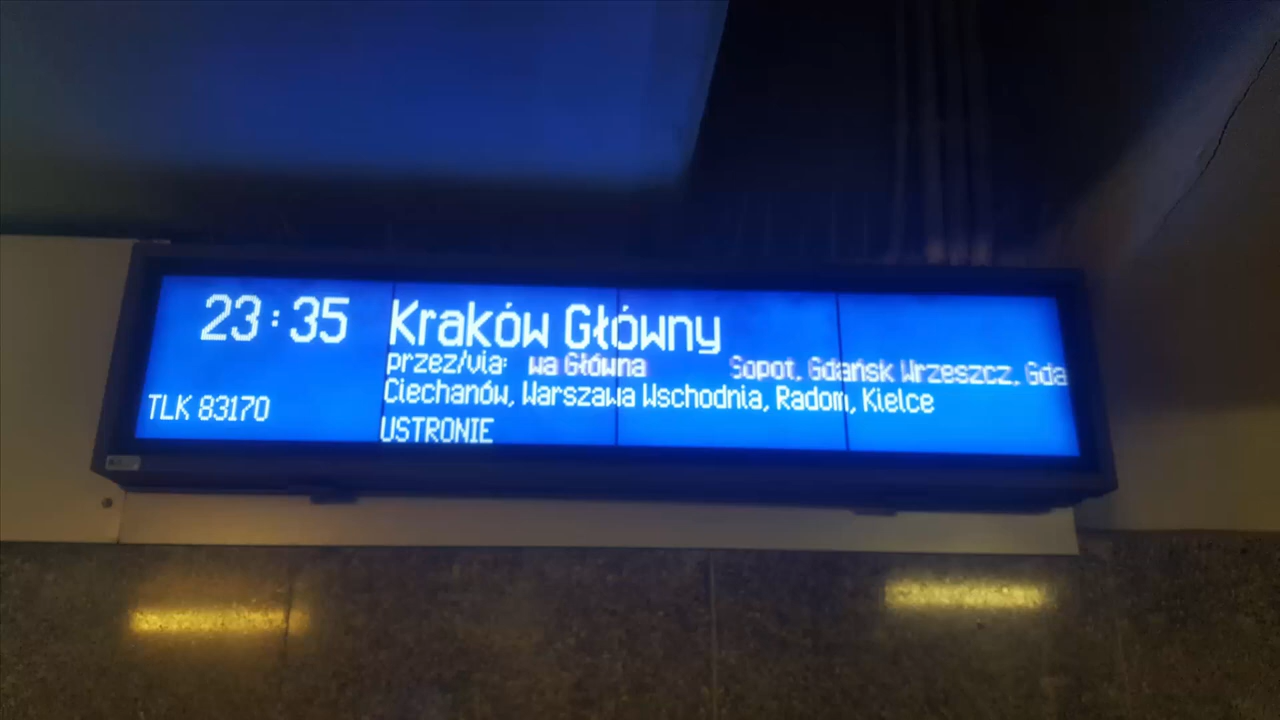 23:35
Kraków Główny
przez/via: wa Główna Sopot, Gdańsk Wrzeszcz, Gda
Ciechanów, Warszawa Wschodnia, Radom, Kielce
TLK 83170
USTRONIE